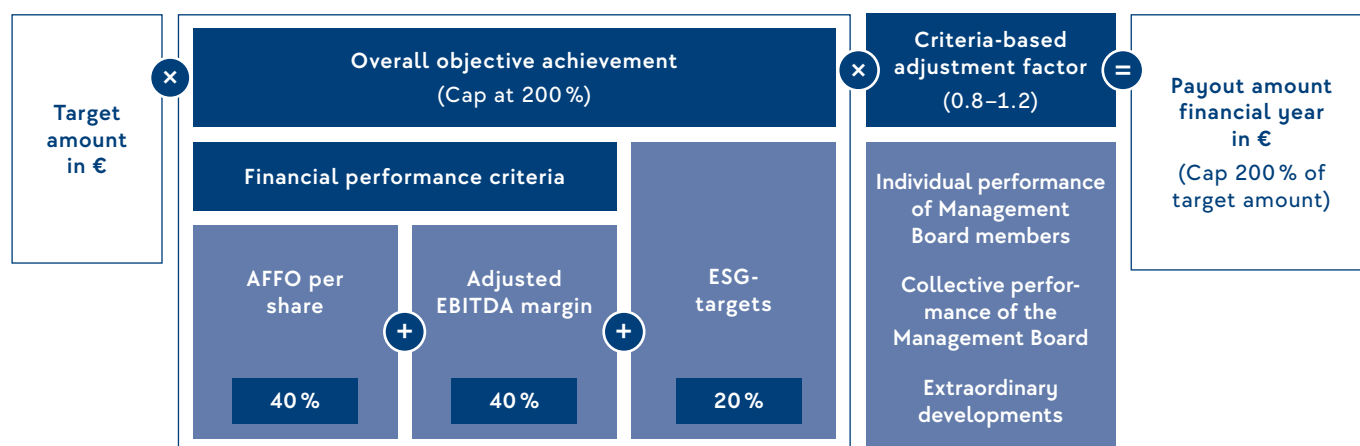 Target
amount
in €
×
Overall objective achievement
(Cap at 200 %)
×
Criteria-based
adjustment factor
(0.8–1.2)
=
Payout amount
financial year
in €
(Cap 200 % of
target amount)
Financial performance criteria
AFFO per
share
40 %
+
Adjusted
EBITDA margin
40 %
+
ESG-
targets
20 %
Individual performance
of Management
Board members
Collective perfor-
mance of the
Management Board
Extraordinary
developments